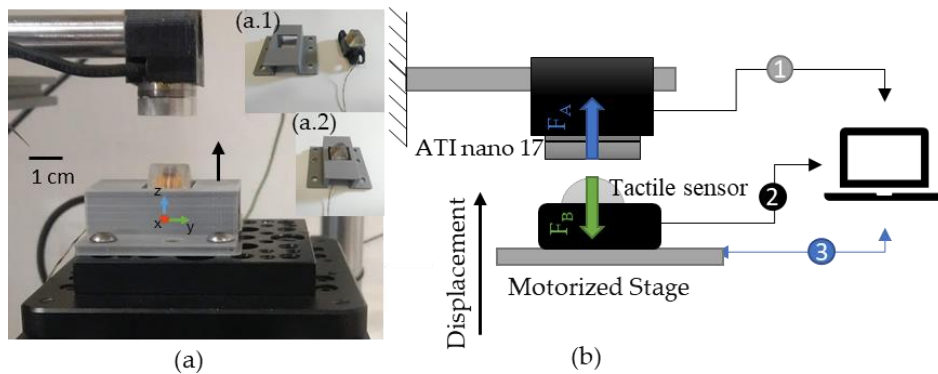 (a.1)
(a.2)
1 cm
z
x
y
(a)
1
F_A
ATI nano 17
Tactile sensor
2
F_B
3
Motorized Stage
Displacement
(b)